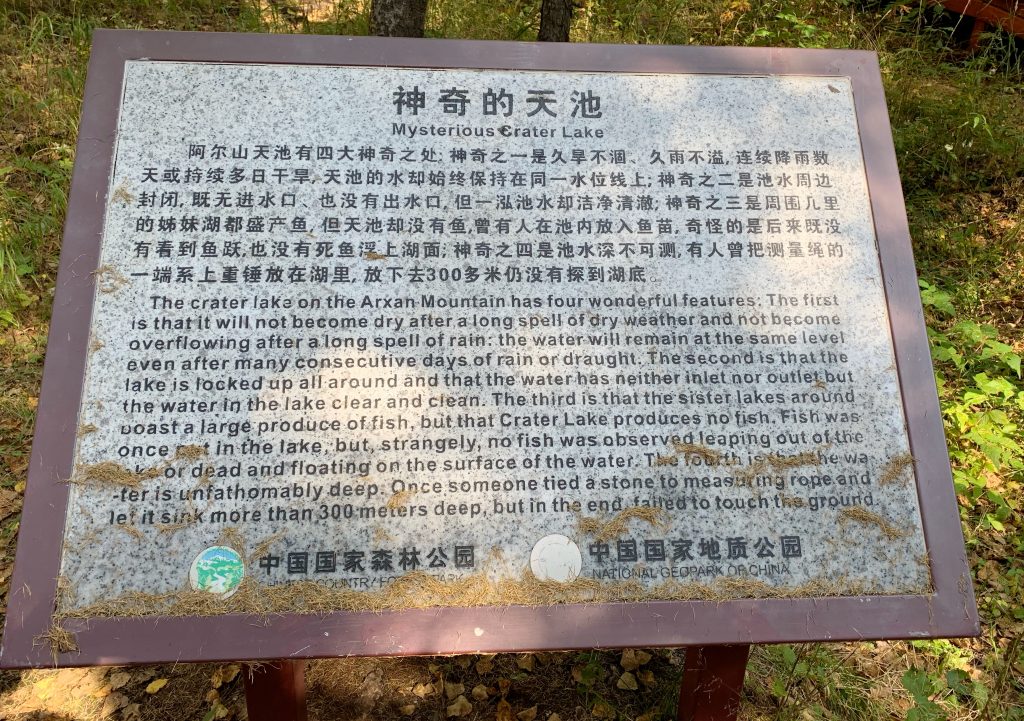 神奇的天池
Mysterious Crater Lake
阿尔山天池有四大神奇之处: 神奇之一是久旱不涸、久雨不溢, 连续降雨数
天或持续多日干旱, 天池的水却始终保持在同一水位线上; 神奇之二是池水周边
封闭, 既无进水口、也没有出水口, 但一泓池水却洁净清澈; 神奇之三是周围几里
的姊妹湖都盛产鱼, 但天池却没有鱼,曾有人在池内放入鱼苗, 奇怪的是后来既没
有看到鱼跃,也没有死鱼浮上湖面; 神奇之四是池水深不可测,有人曾把测量绳的
一端系上重锤放在湖里, 放下去300多米仍没有探到湖底。
The crater lake on the Arxan Mountain has four wonderful features: The first
is that it will not become dry after a long spell of dry weather and not become
overflowing after a long spell of rain: the water will remain at the same level
even after many consecutive days of rain or draught. The second is that the
lake is locked up all around and that the water has neither inlet nor outlet but
the water in the lake clear and clean. The third is that the sister lakes around
boast a large produce of fish, but that Crater Lake produces no fish. Fish was
once in the lake, but, strangely, no fish was observed leaping out of the
or dead and floating on the surface of the water. The fourth is that the wa
-ter is unfathomably deep. Once someone tied a stone to measuring rope and
let it sink more than 300 meters deep, but in the end, failed to touch the ground.
中国国家森林公园
中国国家地质公园
NATIONAL GEOPARK OF CHINA